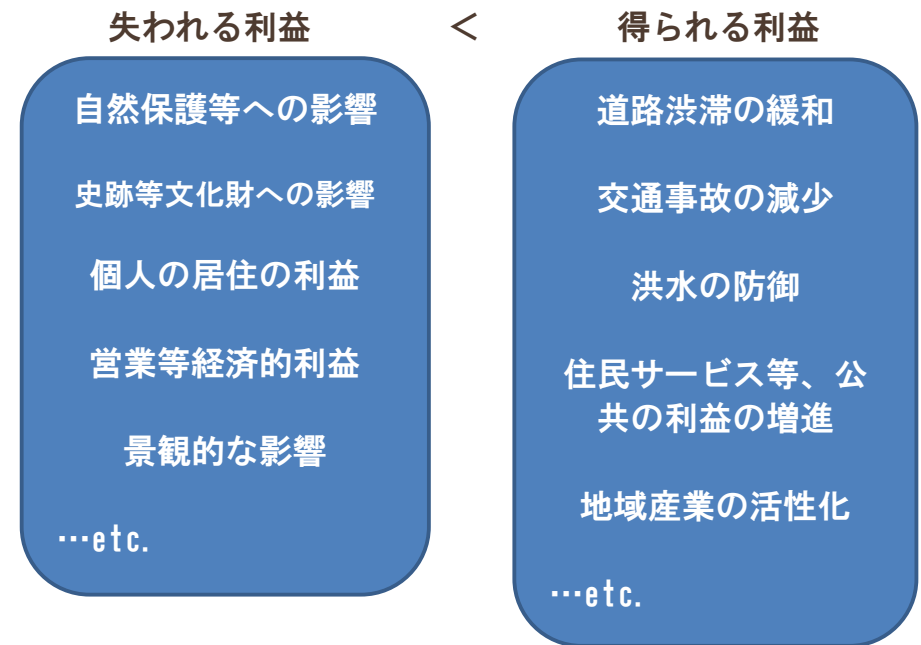 失われる利益 < 得られる利益
自然保護等への影響
史跡等文化財への影響
個人の居住の利益
営業等経済的利益
景観的な影響
…etc.
道路渋滞の緩和
交通事故の減少
洪水の防御
住民サービス等、公
共の利益の増進
地域産業の活性化
…etc.